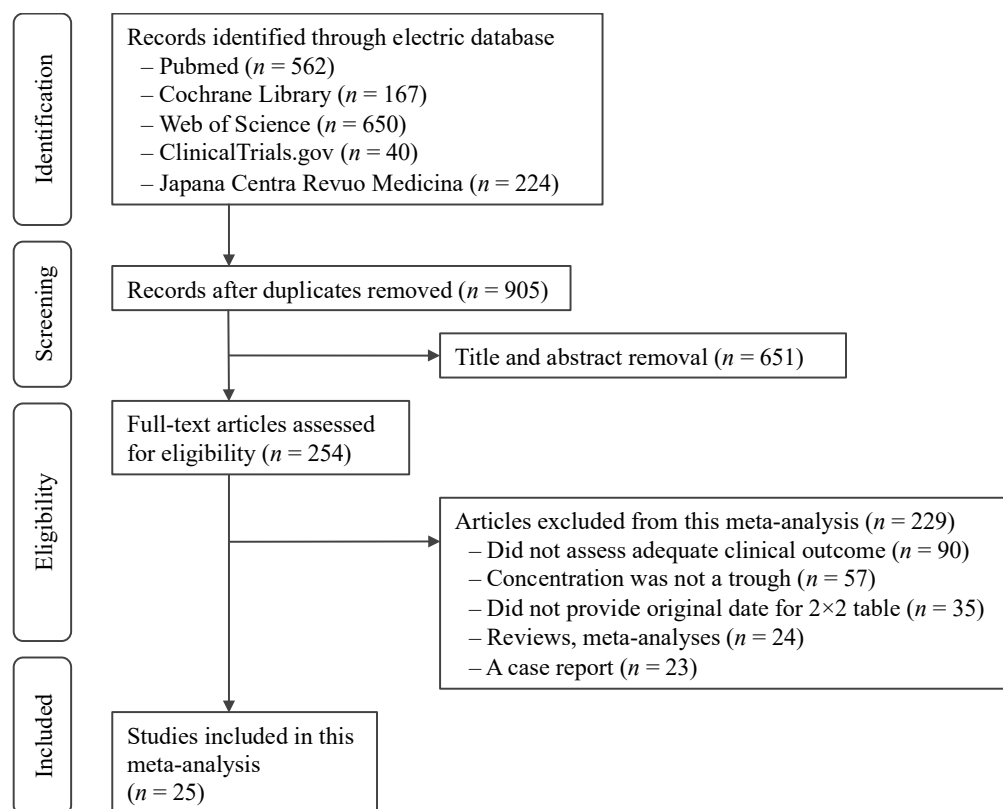 Identification
Records identified through electric database
– Pubmed (n = 562)
– Cochrane Library (n = 167)
– Web of Science (n = 650)
– ClinicalTrials.gov (n = 40)
– Japana Centra Revuo Medicina (n = 224)
Screening
Records after duplicates removed (n = 905)
Title and abstract removal (n = 651)
Eligibility
Full-text articles assessed
for eligibility (n = 254)
Articles excluded from this meta-analysis (n = 229)
– Did not assess adequate clinical outcome (n = 90)
– Concentration was not a trough (n = 57)
– Did not provide original date for 2×2 table (n = 35)
– Reviews, meta-analyses (n = 24)
– A case report (n = 23)
Included
Studies included in this
meta-analysis
(n = 25)